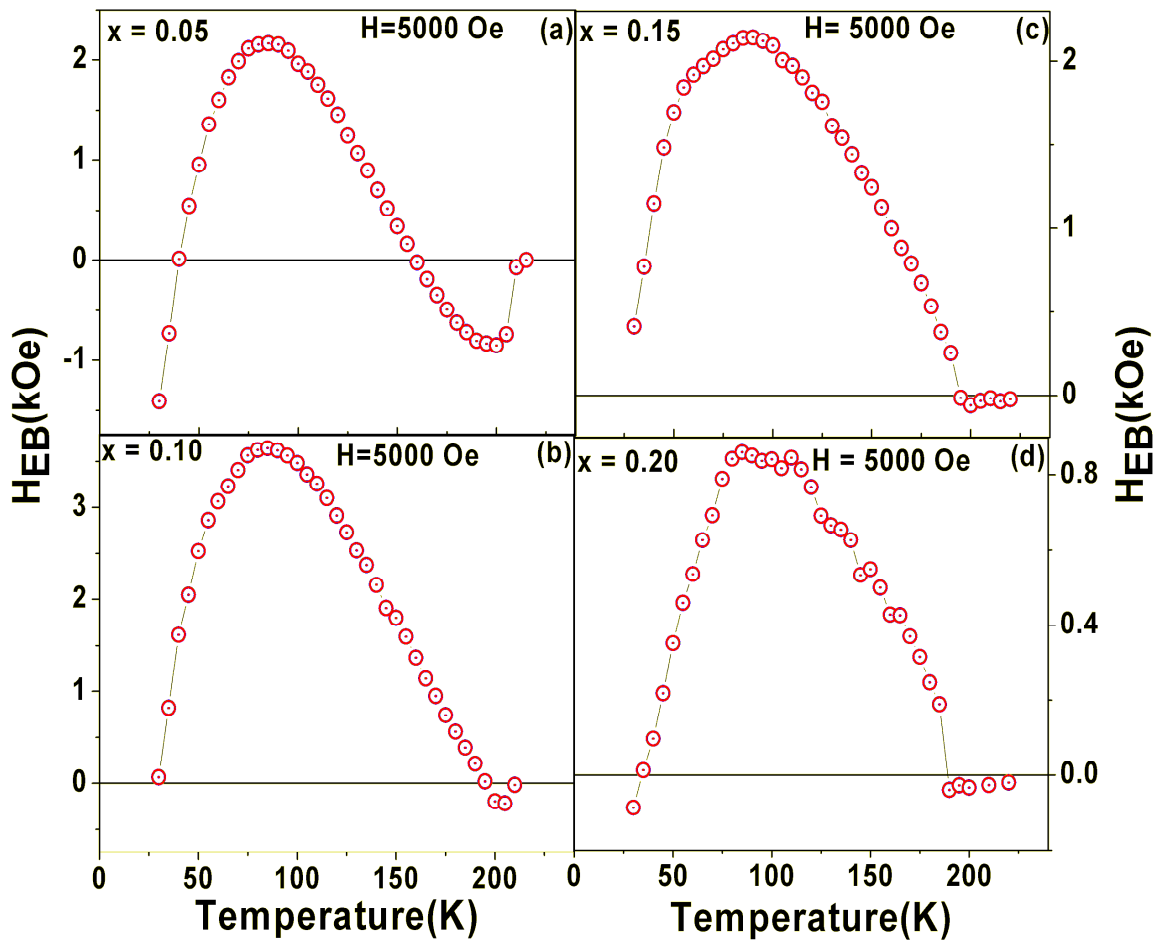 x = 0.05 H=5000 Oe (a)
2
1
0
-1
x = 0.15 H= 5000 Oe (c)
2
1
0
HEB(kOe)
HEB(kOe)
x = 0.10 H=5000 Oe (b)
3
2
1
0
x = 0.20 H = 5000 Oe (d)
0.8
0.4
0.0
0 50 100 150 200
0 50 100 150 200
Temperature(K)
Temperature(K)